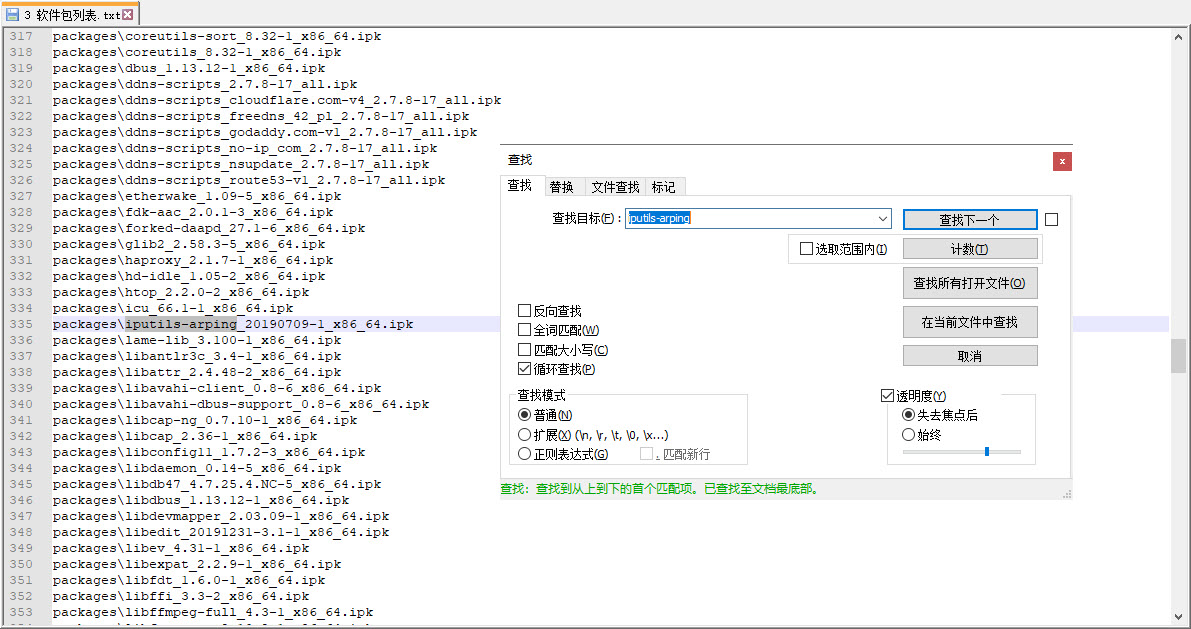 3 软件包列表.txt
317 packages\coreutils-sort_8.32-1_x86_64.ipk
318 packages\coreutils_8.32-1_x86_64.ipk
319 packages\dbus_1.13.12-1_x86_64.ipk
320 packages\ddns-scripts_2.7.8-17_all.ipk
321 packages\ddns-scripts_cloudflare.com-v4_2.7.8-17_all.ipk
322 packages\ddns-scripts_freedns_42_pl_2.7.8-17_all.ipk
323 packages\ddns-scripts_godaddy.com-v1_2.7.8-17_all.ipk
324 packages\ddns-scripts_no-ip_com_2.7.8-17_all.ipk
325 packages\ddns-scripts_nsupdate_2.7.8-17_all.ipk
326 packages\ddns-scripts_route53-v1_2.7.8-17_all.ipk
327 packages\etherwake_1.09-5_x86_64.ipk
328 packages\fdk-aac_2.0.1-3_x86_64.ipk
329 packages\forked-daapd_27.1-6_x86_64.ipk
330 packages\glib2_2.58.3-5_x86_64.ipk
331 packages\haproxy_2.1.7-1_x86_64.ipk
332 packages\hd-idle_1.05-2_x86_64.ipk
333 packages\htop_2.2.0-2_x86_64.ipk
334 packages\icu_66.1-1_x86_64.ipk
335 packages\iputils-arping_20190709-1_x86_64.ipk
336 packages\lame-lib_3.100-1_x86_64.ipk
337 packages\libantlr3c_3.4-1_x86_64.ipk
338 packages\libattr_2.4.48-2_x86_64.ipk
339 packages\libavahi-client_0.8-6_x86_64.ipk
340 packages\libavahi-dbus-support_0.8-6_x86_64.ipk
341 packages\libcap-ng_0.7.10-1_x86_64.ipk
342 packages\libcap_2.36-1_x86_64.ipk
343 packages\libconfig11_1.7.2-3_x86_64.ipk
344 packages\libdaemon_0.14-5_x86_64.ipk
345 packages\libdb47_4.7.25.4.NC-5_x86_64.ipk
346 packages\libdbus_1.13.12-1_x86_64.ipk
347 packages\libdevmapper_2.03.09-1_x86_64.ipk
348 packages\libedit_20191231-3.1-1_x86_64.ipk
349 packages\libev_4.31-1_x86_64.ipk
350 packages\libexpat_2.2.9-1_x86_64.ipk
351 packages\libfdt_1.6.0-1_x86_64.ipk
352 packages\libffi_3.3-2_x86_64.ipk
353 packages\libffmpeg-full_4.3-1_x86_64.ipk
查找
查找 替换 文件查找 标记
查找目标(F) : iputils-arping 查找下一个
选取范围内(I) 计数(T)
查找所有打开文件(O)
反向查找
全词匹配(W) 在当前文件中查找
匹配大小写(C)
循环查找(P) 取消
查找模式 透明度(Y)
普通(N) 失去焦点后
扩展(X) (\n, \r, \t, \0, \x...) 始终
正则表达式(G) . 匹配新行
查找: 查找到从上到下的首个匹配项。已查找至文档最底部。